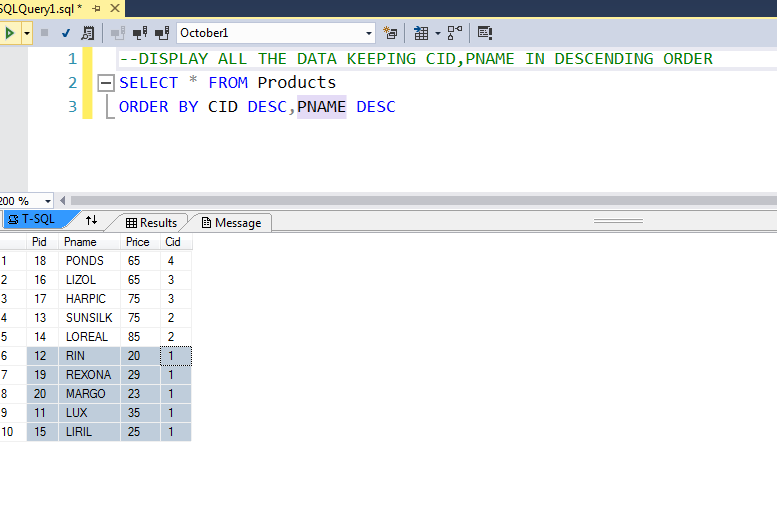 SQLQuery1.sql *
October1
1 --DISPLAY ALL THE DATA KEEPING CID,PNAME IN DESCENDING ORDER
2 SELECT * FROM Products
3 ORDER BY CID DESC,PNAME DESC
200 %
T-SQL Results Message
Pid Pname Price Cid
1 18 PONDS 65 4
2 16 LIZOL 65 3
3 17 HARPIC 75 3
4 13 SUNSILK 75 2
5 14 LOREAL 85 2
6 12 RIN 20 1
7 19 REXONA 29 1
8 20 MARGO 23 1
9 11 LUX 35 1
10 15 LIRIL 25 1